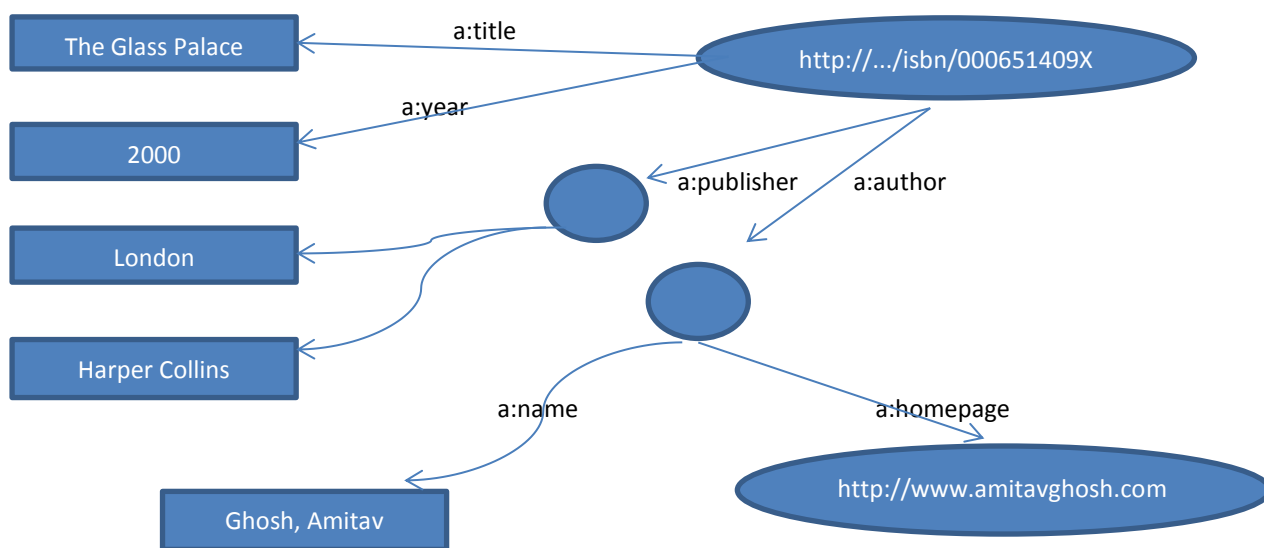 The Glass Palace
a:title
http://.../isbn/000651409X
a:year
2000
a:publisher
a:author
London
Harper Collins
a:name
a:homepage
Ghosh, Amitav
http://www.amitavghosh.com